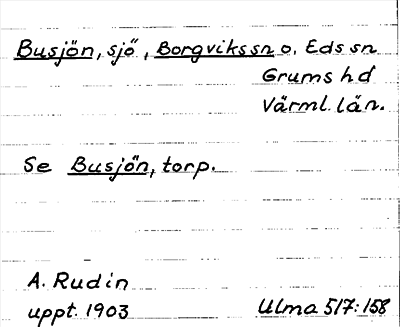 Busjön, sjö, Borgvikssn o. Eds sn
Grums hd
Värml. län.
Se Busjön, torp.
A. Rudin
uppt. 1903
Ulma 517:158